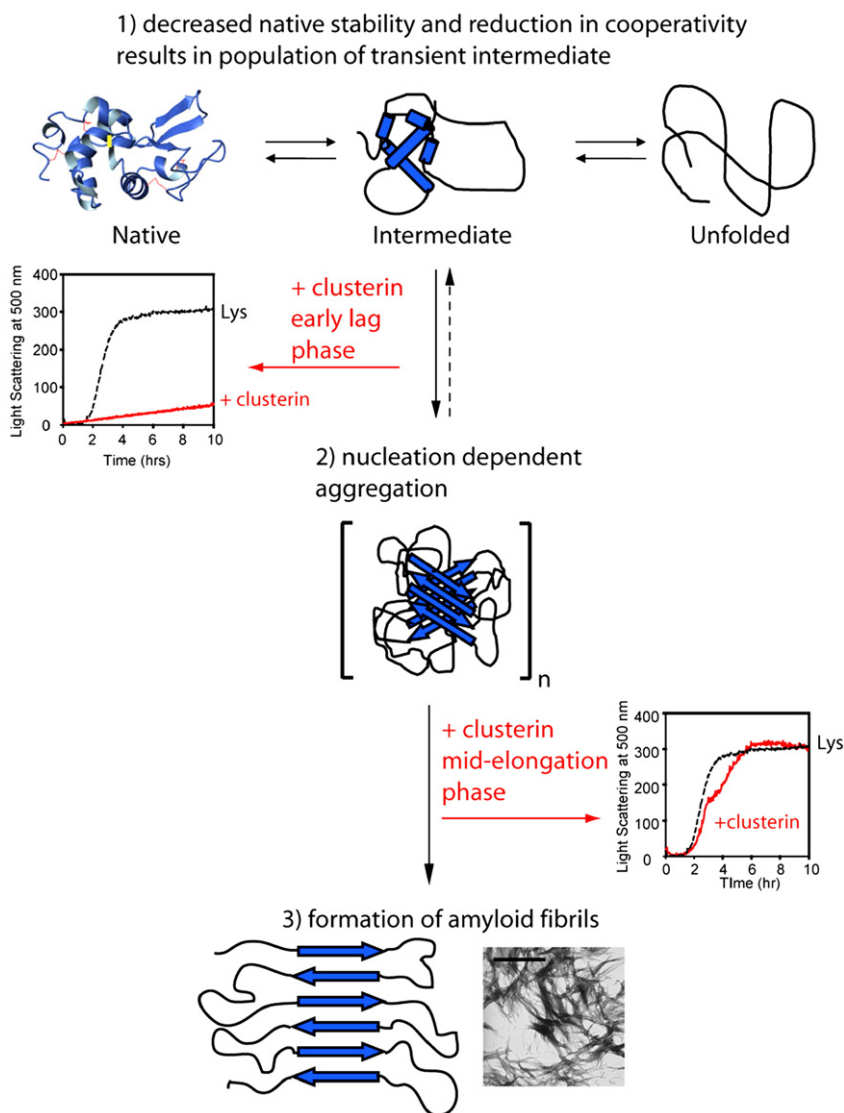 1) decreased native stability and reduction in cooperativity
results in population of transient intermediate
Native
Intermediate
Unfolded
Light Scattering at 500 nm
400
300
200
100
0
0 2 4 6 8 10
Time (hrs)
Lys
+ clusterin
+ clusterin
early lag
phase
2) nucleation dependent
aggregation
n
+ clusterin
mid-elongation
phase
Light Scattering at 500 nm
400
300
200
100
0
0 2 4 6 8 10
TIme (hr)
Lys
+clusterin
3) formation of amyloid fibrils